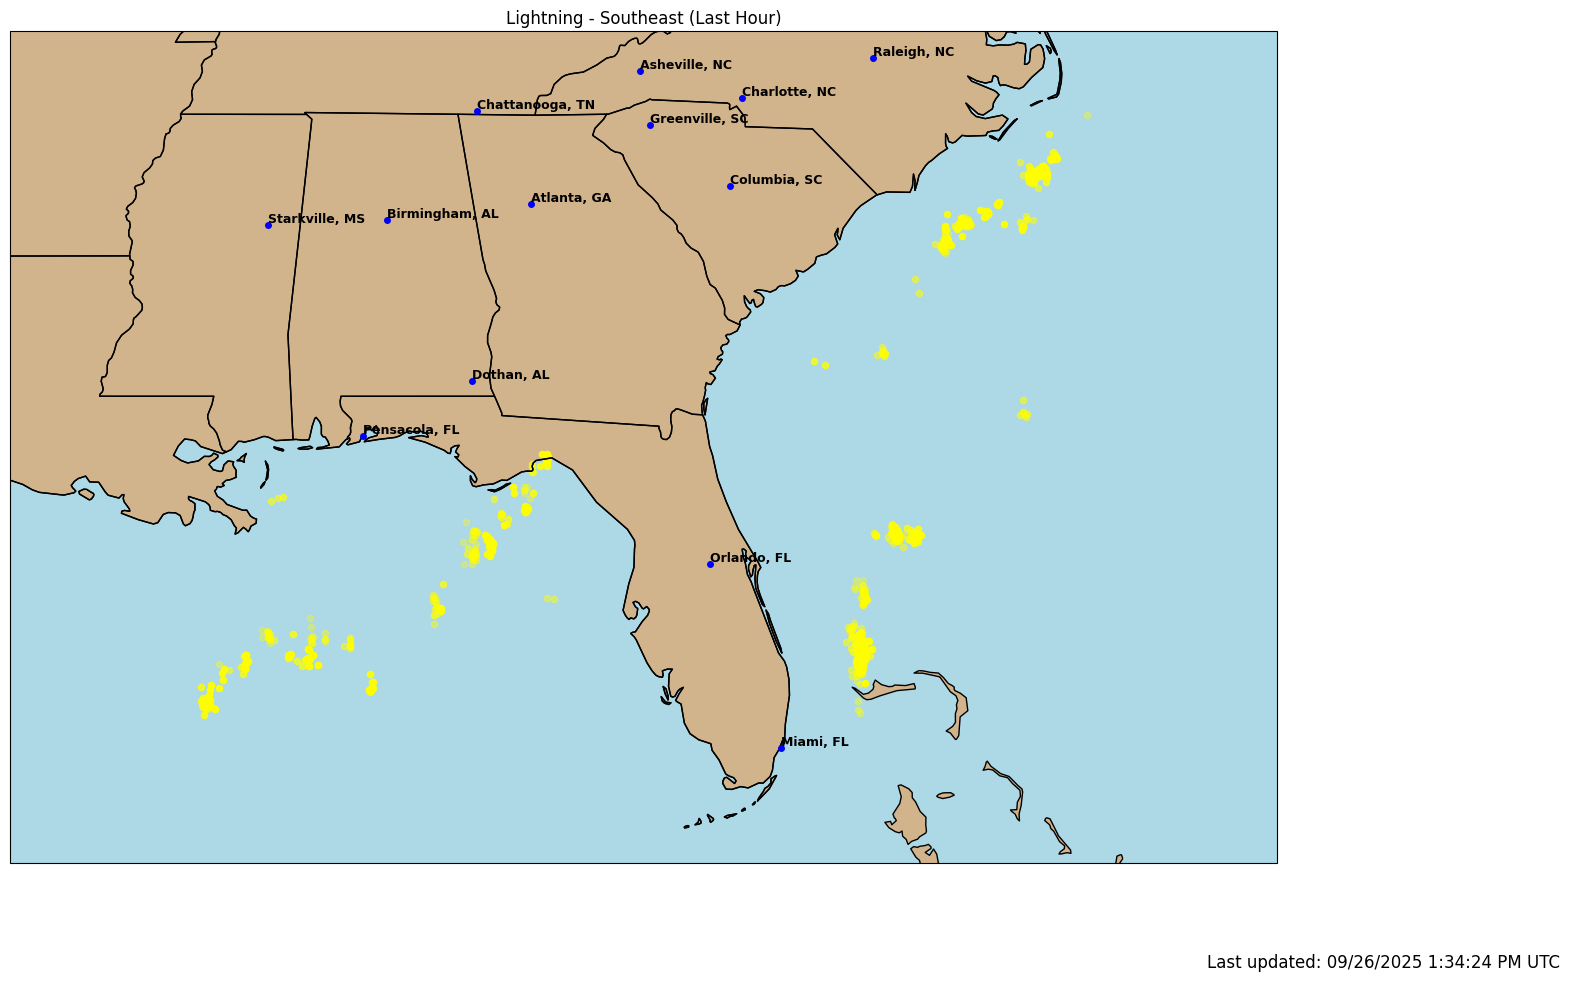 Lightning - Southeast (Last Hour)
Raleigh, NC
Asheville, NC
Charlotte, NC
Chattanooga, TN
Greenville, SC
Columbia, SC
Atlanta, GA
Birmingham, AL
Starkville, MS
Dothan, AL
Pensacola, FL
Orlando, FL
Miami, FL
Last updated: 09/26/2025 1:34:24 PM UTC